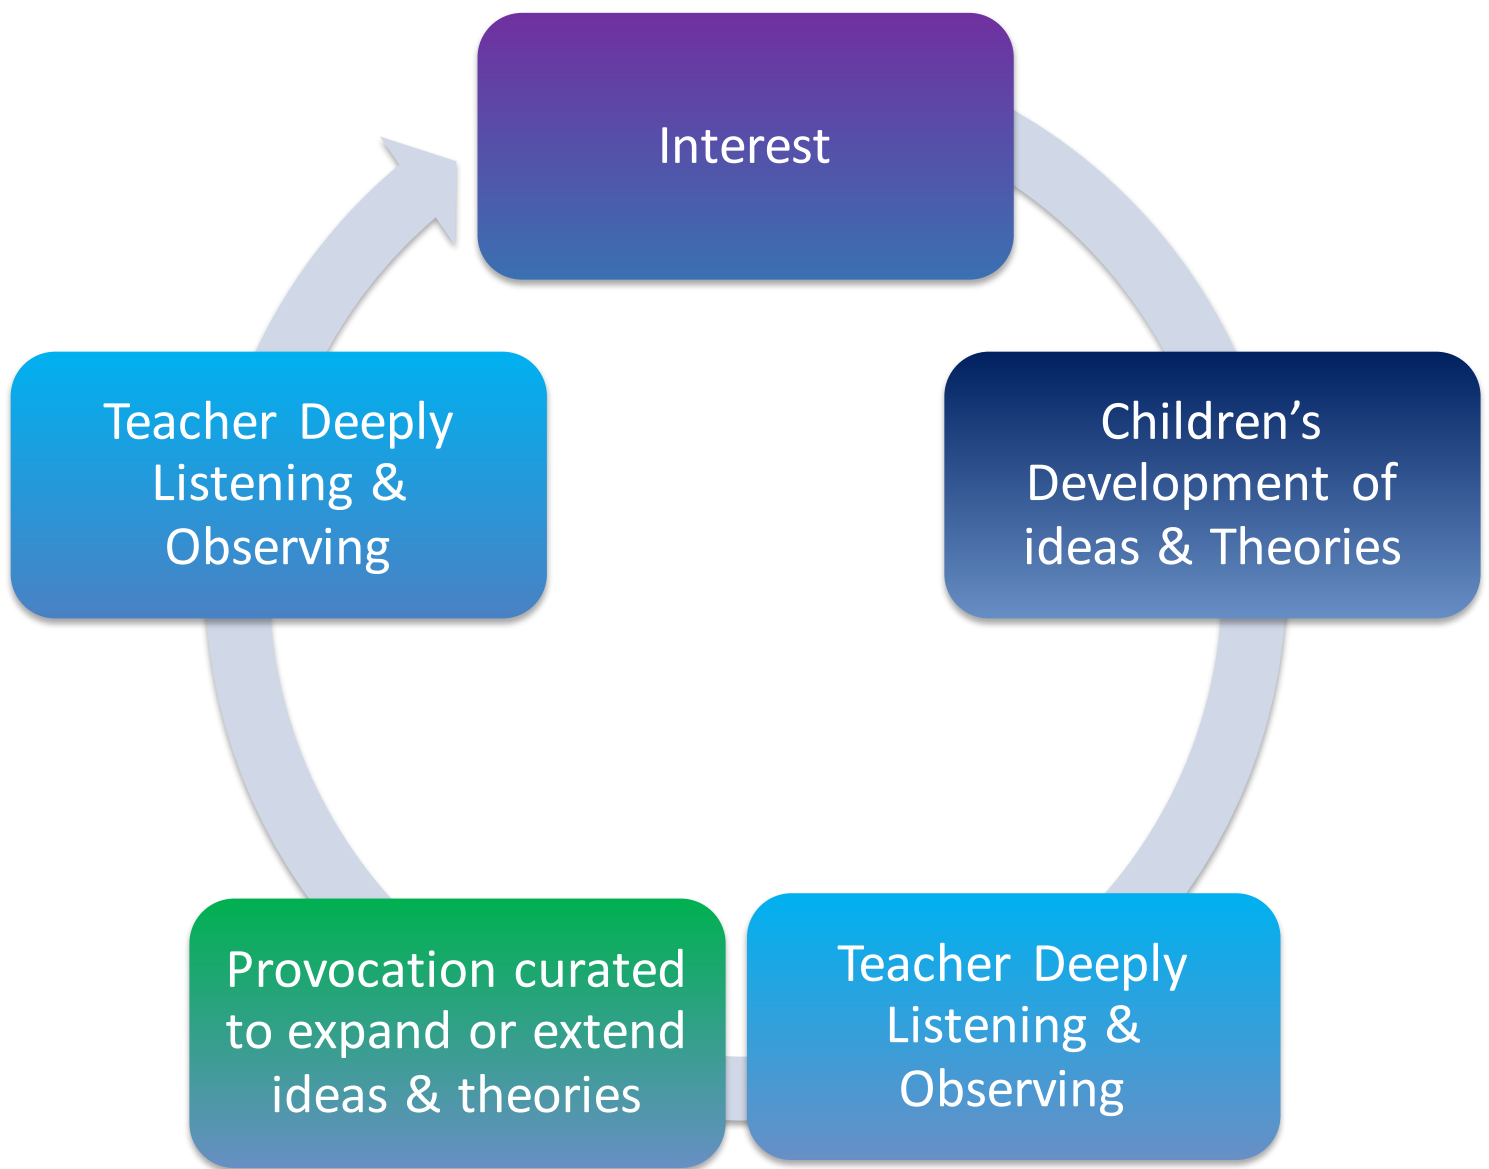 Interest
Children’s
Development of
ideas & Theories
Teacher Deeply
Listening &
Observing
Provocation curated
to expand or extend
ideas & theories
Teacher Deeply
Listening &
Observing